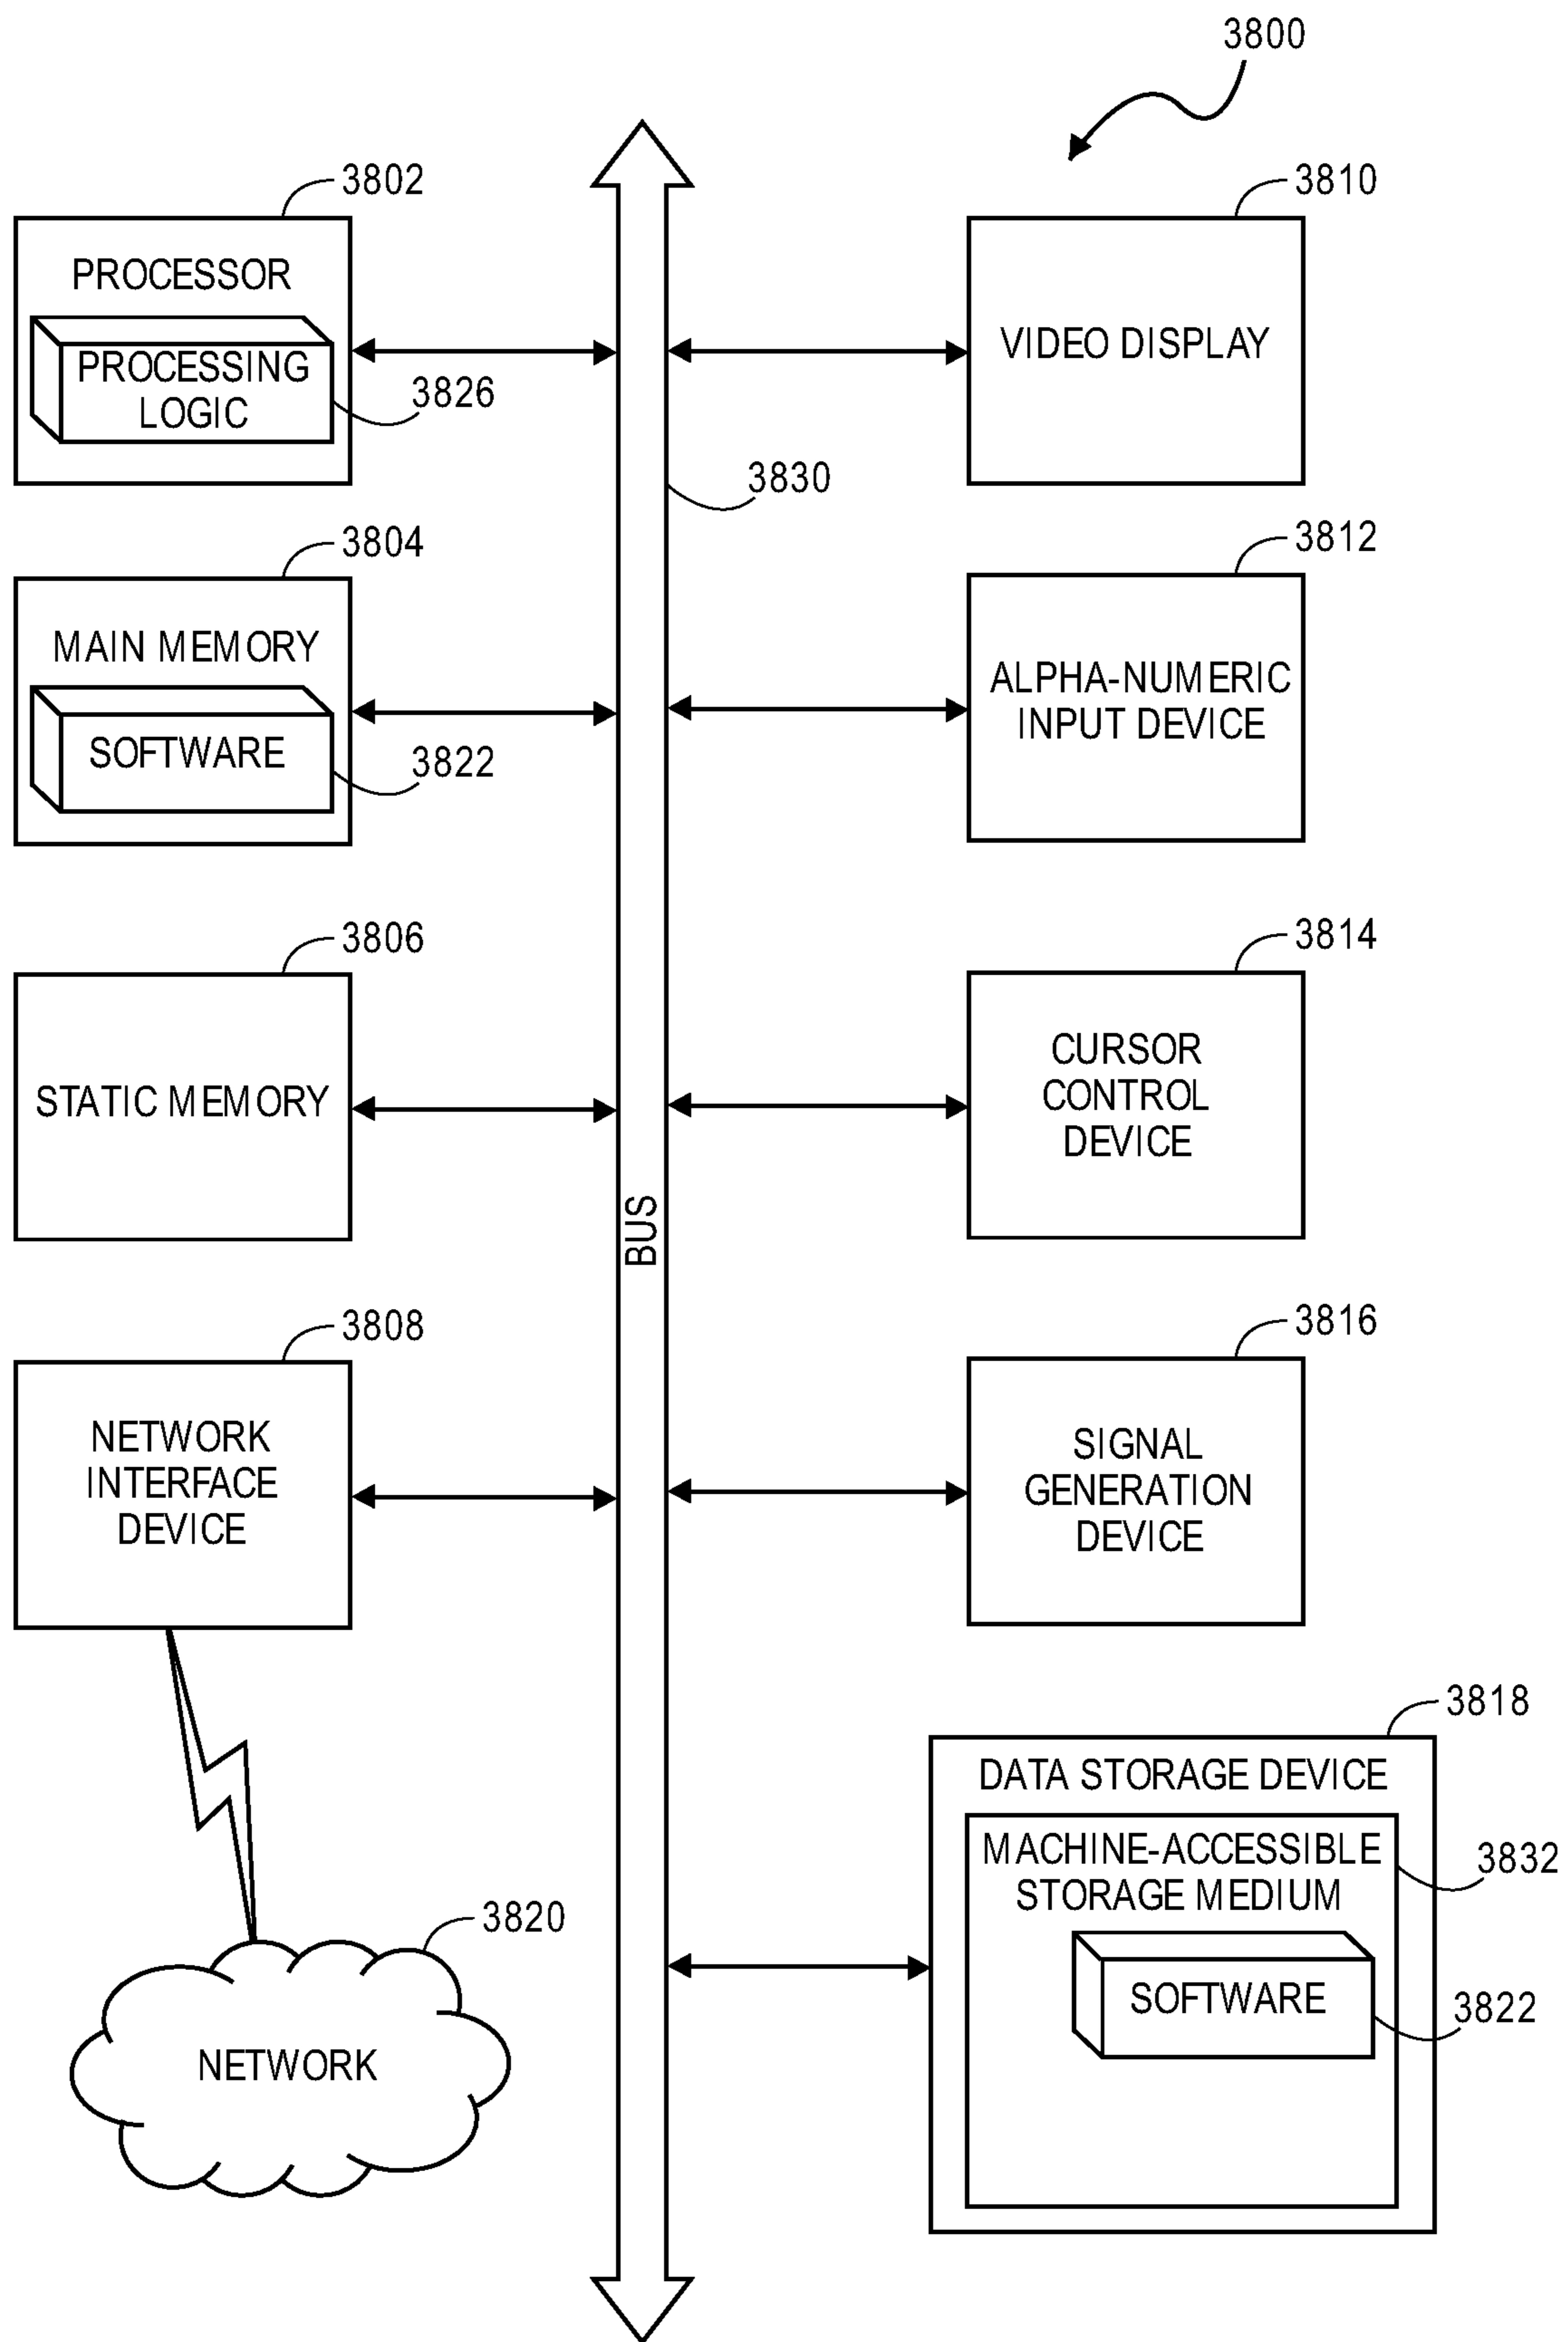 3800
3802
PROCESSOR
PROCESSING
LOGIC
3826
3810
VIDEO DISPLAY
3830
3804
MAIN MEMORY
SOFTWARE
3822
3812
ALPHA-NUMERIC
INPUT DEVICE
3806
STATIC MEMORY
3814
CURSOR
CONTROL
DEVICE
BUS
3808
NETWORK
INTERFACE
DEVICE
3816
SIGNAL
GENERATION
DEVICE
3818
DATA STORAGE DEVICE
MACHINE-ACCESSIBLE
STORAGE MEDIUM
3832
SOFTWARE
3822
3820
NETWORK